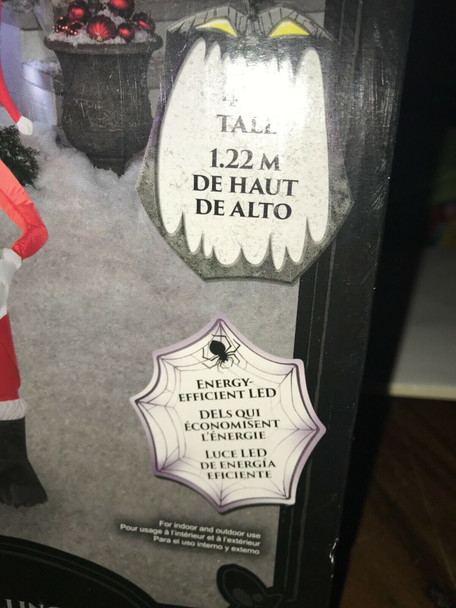 TALL
1.22 M
DE HAUT
DE ALTO
ENERGY-
EFFICIENT LED
DELS QUI
ÉCONOMISENT
L'ÉNERGIE
LUCE LED
DE ENERGÍA
EFICIENTE
For indoor and outdoor use
Pour usage à l'intérieur et à l'extérieur
Para el uso interno y externo